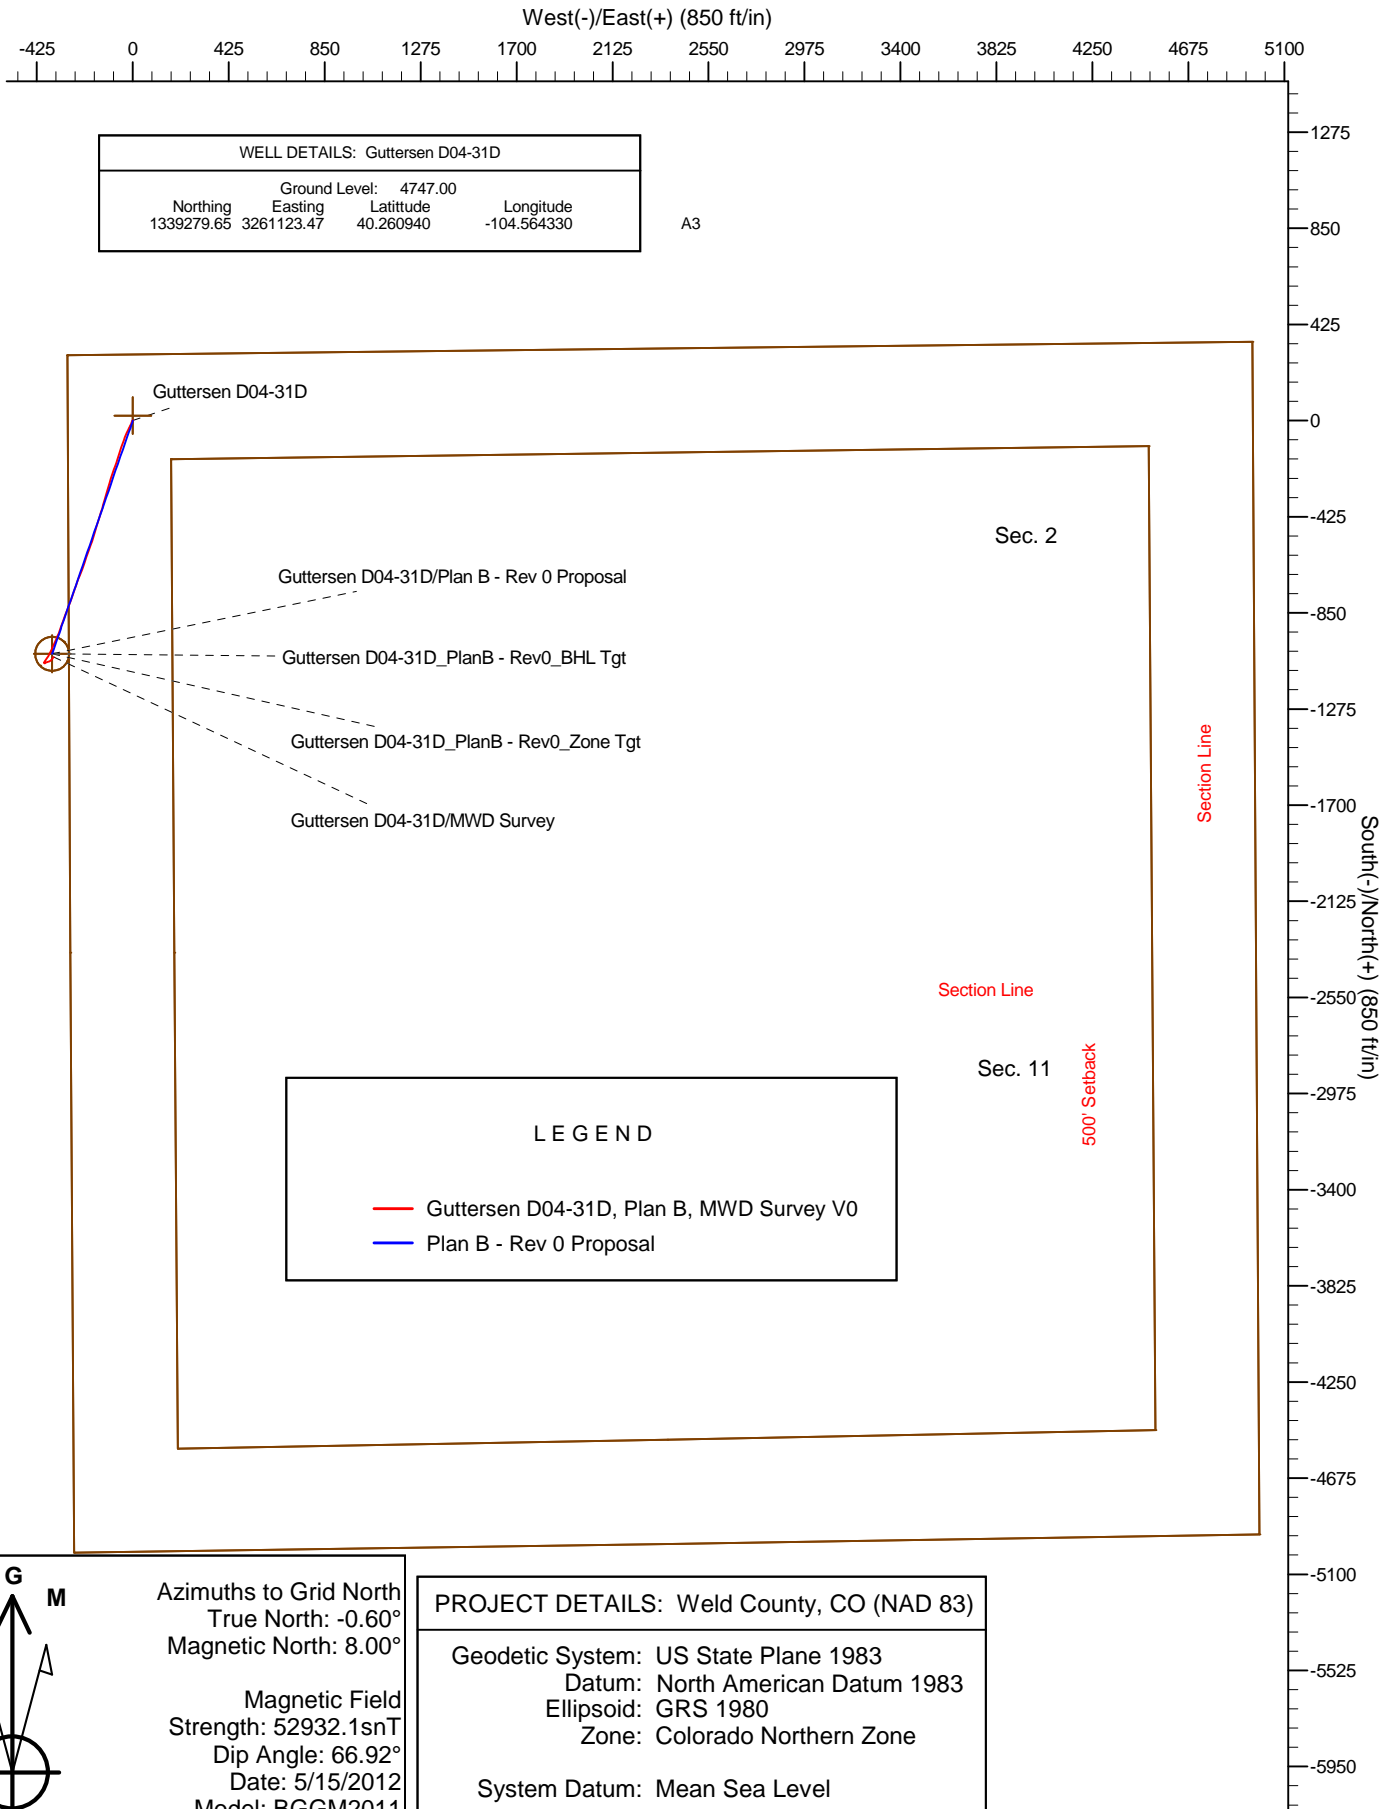 West(-)/East(+) (850 ft/in)
-425 0 425 850 1275 1700 2125 2550 2975 3400 3825 4250 4675 5100
WELL DETAILS: Guttersen D04-31D
Ground Level: 4747.00
Northing Easting Latittude Longitude
1339279.65 3261123.47 40.260940 -104.564330
A3
1275
850
425
0
-425
-850
-1275
-1700
-2125
-2550
-2975
-3400
-3825
-4250
-4675
-5100
-5525
-5950
South(-)/North(+) (850 ft/in)
Guttersen D04-31D
Sec. 2
Guttersen D04-31D/Plan B - Rev 0 Proposal
Guttersen D04-31D_PlanB - Rev0_BHL Tgt
Guttersen D04-31D_PlanB - Rev0_Zone Tgt
Guttersen D04-31D/MWD Survey
Section Line
Section Line
Sec. 11
500' Setback
L E G E N D
Guttersen D04-31D, Plan B, MWD Survey V0
Plan B - Rev 0 Proposal
G
M
Azimuths to Grid North
True North: -0.60°
Magnetic North: 8.00°
Magnetic Field
Strength: 52932.1snT
Dip Angle: 66.92°
Date: 5/15/2012
Model: BGGM2011
PROJECT DETAILS: Weld County, CO (NAD 83)
Geodetic System: US State Plane 1983
Datum: North American Datum 1983
Ellipsoid: GRS 1980
Zone: Colorado Northern Zone
System Datum: Mean Sea Level